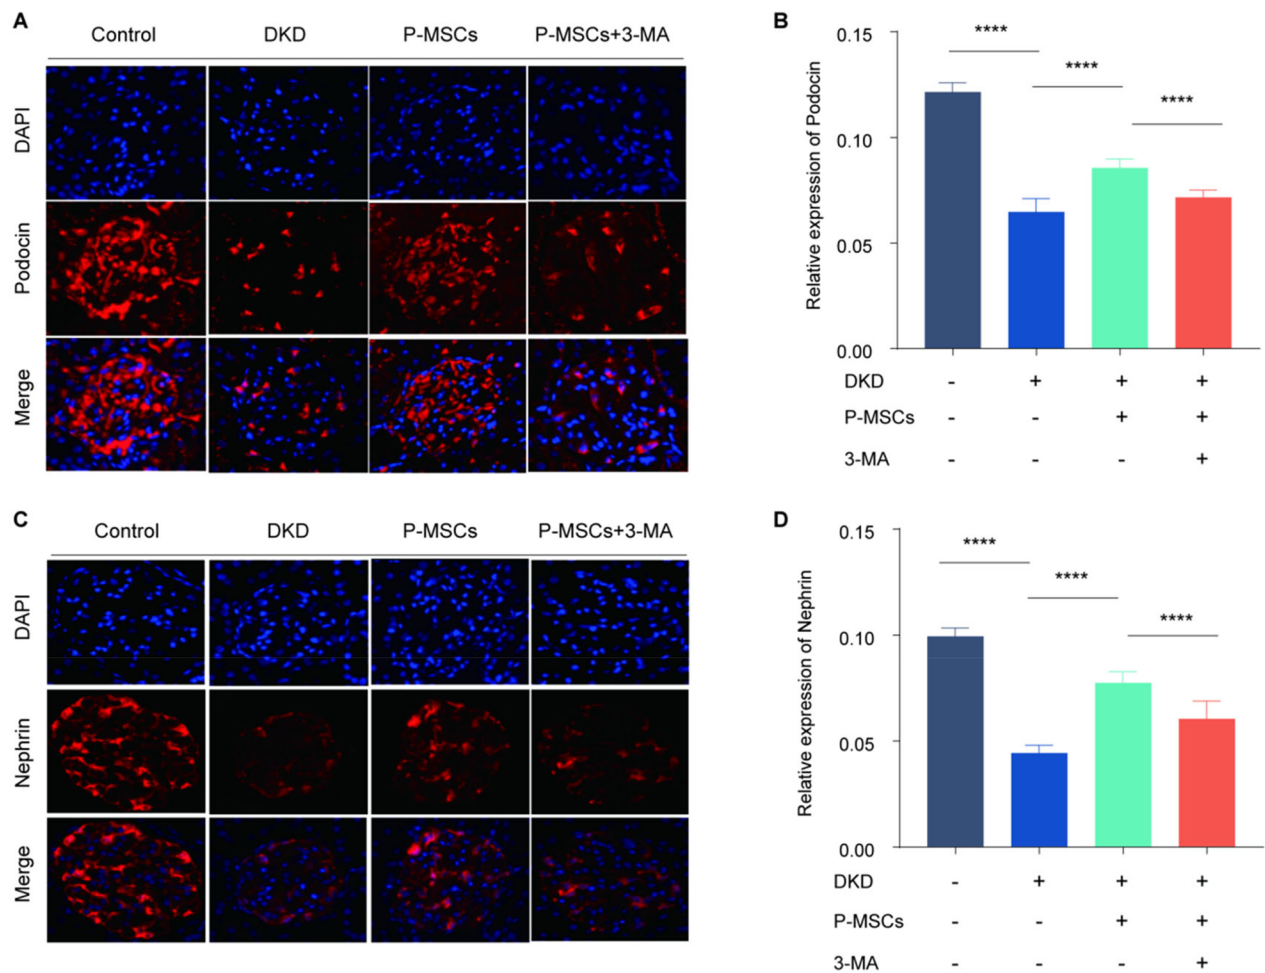 A
Control DKD P-MSCs P-MSCs+3-MA
DAPI
Podocin
Merge
B
Relative expression of Podocin
0.15
0.10
0.05
0.00
**** **** ****
DKD - + + +
P-MSCs - - + +
3-MA - - - +
C
Control DKD P-MSCs P-MSCs+3-MA
DAPI
Nephrin
Merge
D
Relative expression of Nephrin
0.15
0.10
0.05
0.00
**** **** ****
DKD - + + +
P-MSCs - - + +
3-MA - - - +